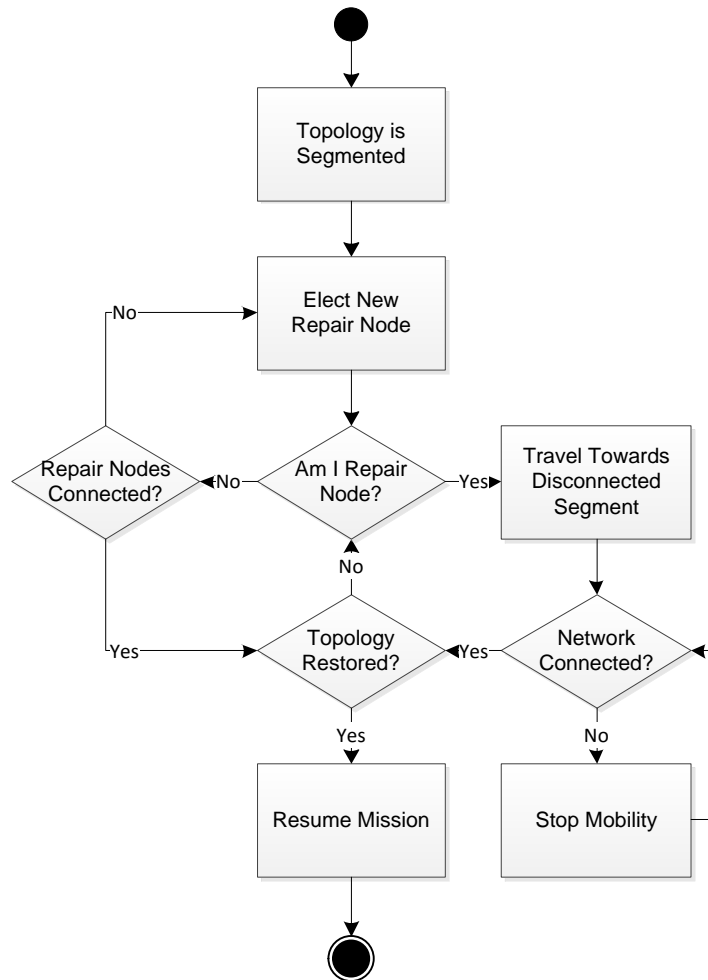 Topology is
Segmented
Elect New
Repair Node
No
Repair Nodes
Connected?
No
Am I Repair
Node?
Yes
Travel Towards
Disconnected
Segment
No
Yes
Topology
Restored?
Yes
Network
Connected?
Yes
No
Resume Mission
Stop Mobility